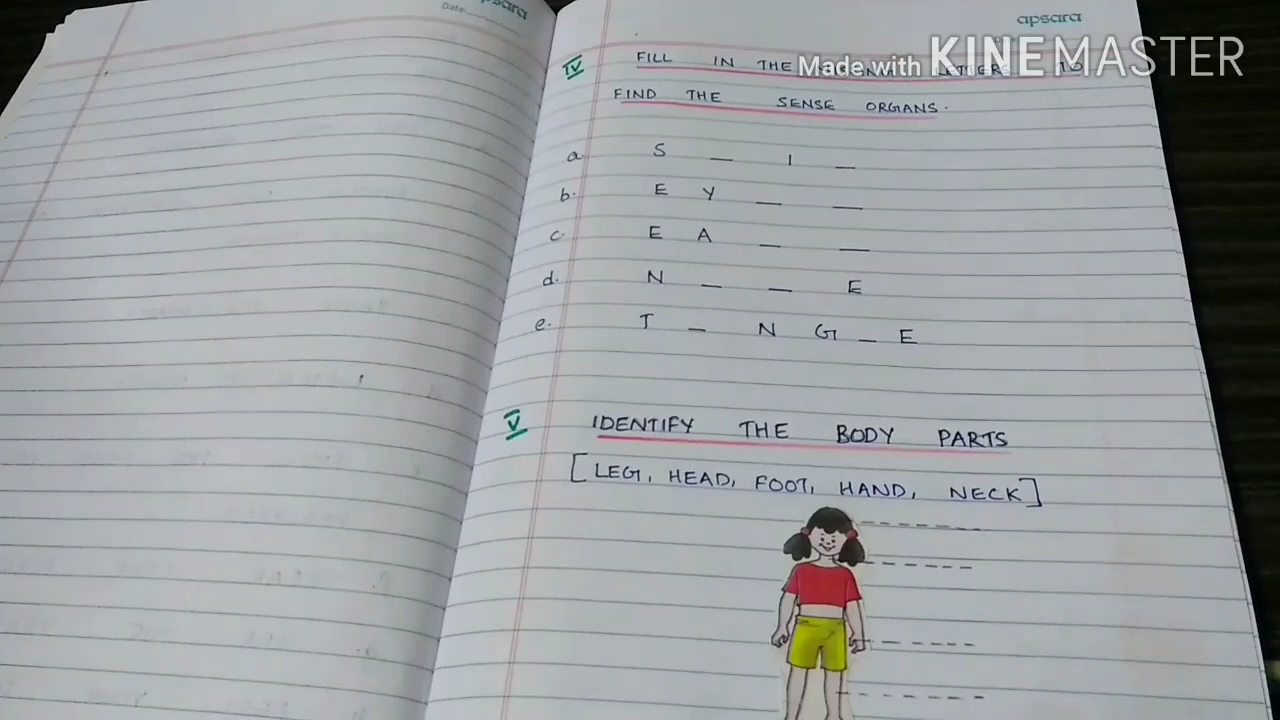 apsara
Date:
apsara
Made with KINEMASTER
IV FILL IN THE TO
FIND THE SENSE ORGANS.
a. S _ I _
b. E Y _ _
c. E A _ _
d. N _ _ E
e. T _ N G _ E
V IDENTIFY THE BODY PARTS
[LEG, HEAD, FOOT, HAND, NECK]